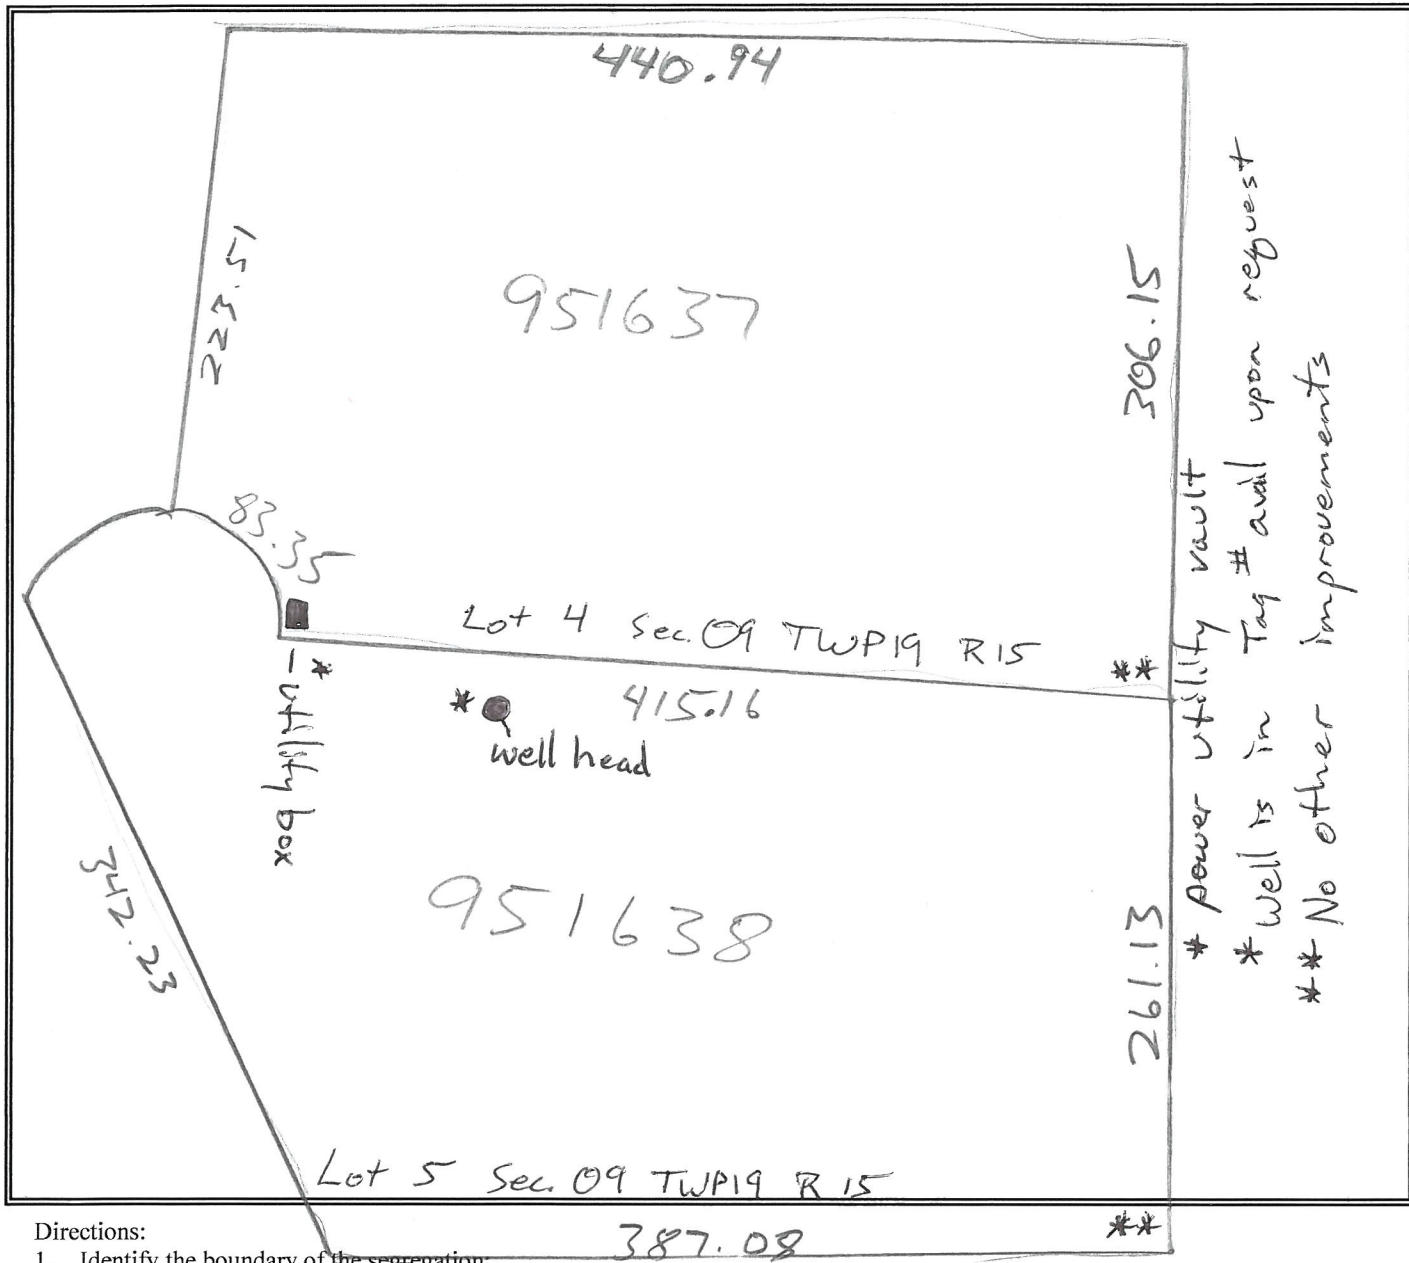 440.94
223.51
951637
306.15
83.35
Lot 4 Sec. 09 TWP19 R15
**
*
- utility box
*
well head
415.16
951638
342.23
261.13
* power utility vault
* Well is in Tag # avail upon request
** No other improvements
Lot 5 Sec. 09 TWP19 R 15
387.08
**
Directions:
1. Identify the boundary of the segregation: